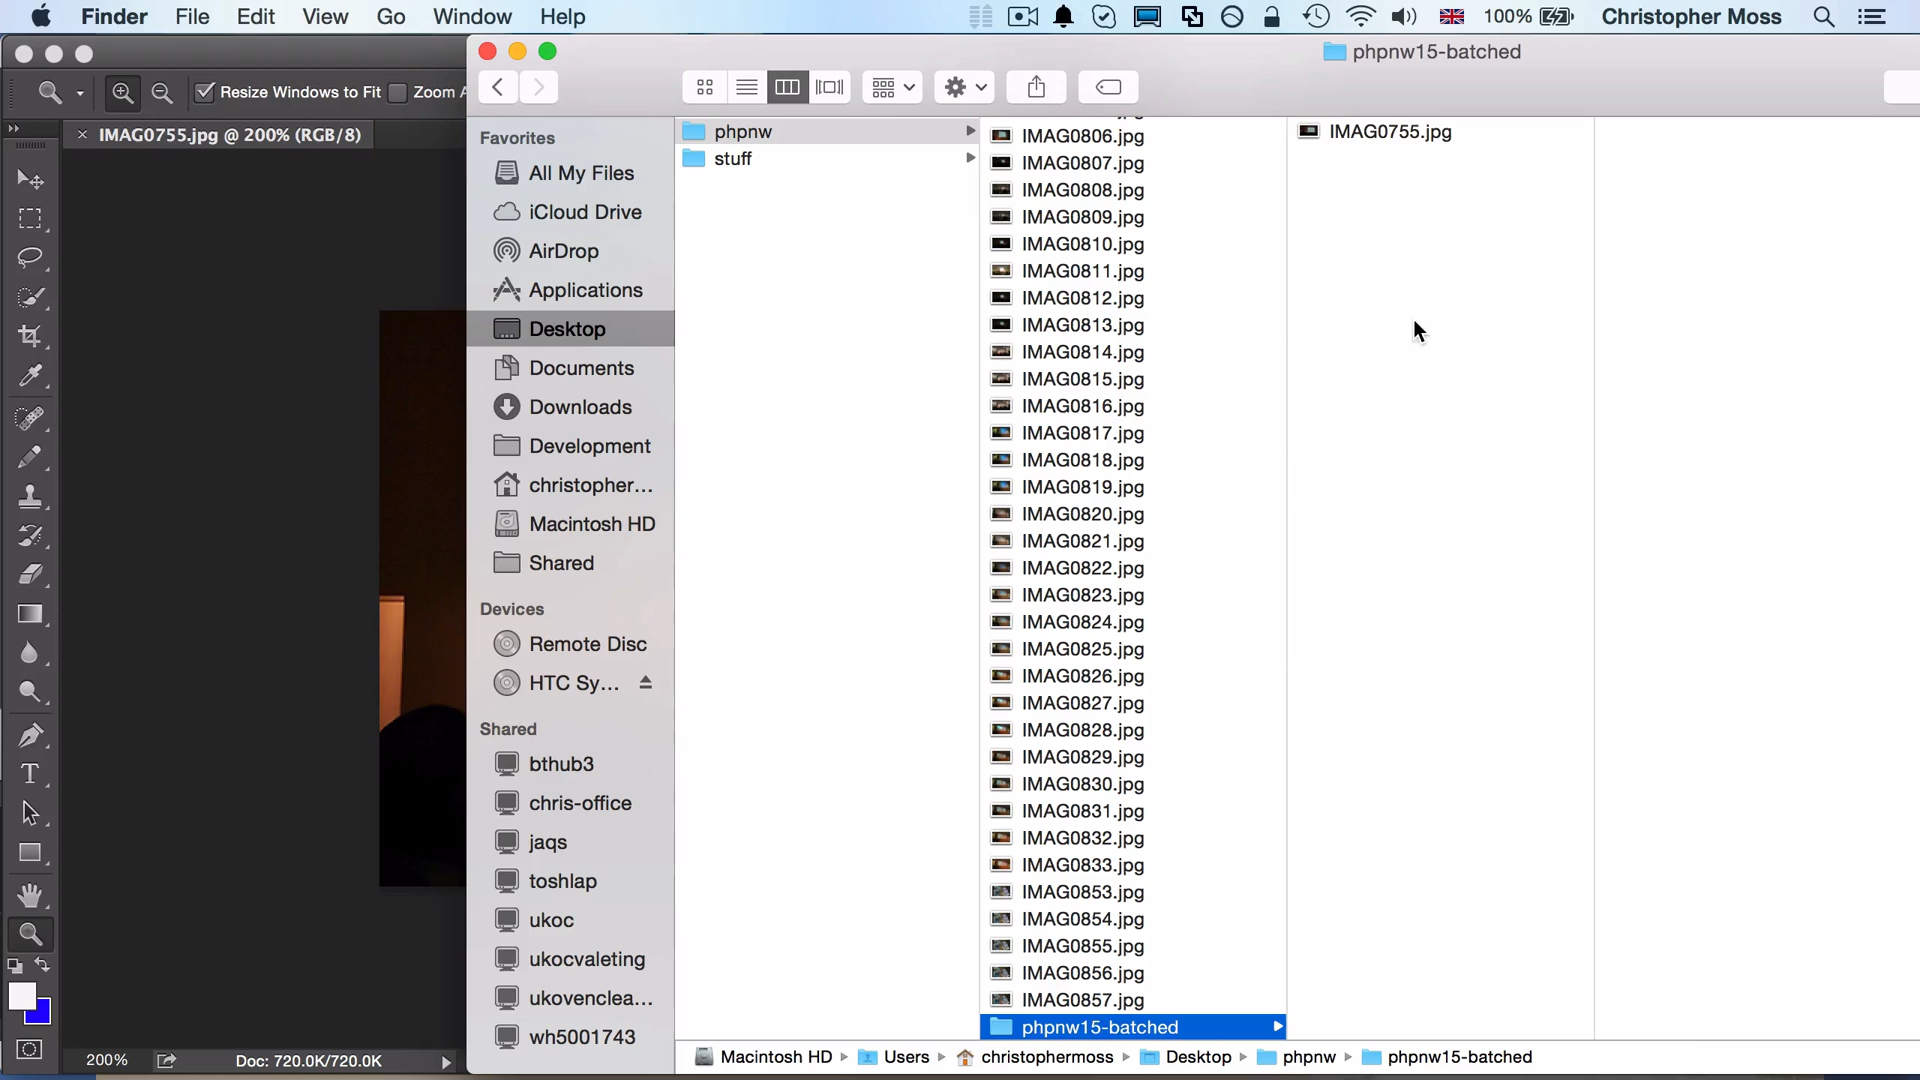 Finder File Edit View Go Window Help 100% Christopher Moss
phpnw15-batched
Resize Windows to Fit Zoom
× IMAG0755.jpg @ 200% (RGB/8)
Favorites
All My Files
iCloud Drive
AirDrop
Applications
Desktop
Documents
Downloads
Development
christopher...
Macintosh HD
Shared
Devices
Remote Disc
HTC Sy...
Shared
bthub3
chris-office
jaqs
toshlap
ukoc
ukocvaleting
ukovenclea...
wh5001743
phpnw
stuff
IMAG0806.jpg
IMAG0807.jpg
IMAG0808.jpg
IMAG0809.jpg
IMAG0810.jpg
IMAG0811.jpg
IMAG0812.jpg
IMAG0813.jpg
IMAG0814.jpg
IMAG0815.jpg
IMAG0816.jpg
IMAG0817.jpg
IMAG0818.jpg
IMAG0819.jpg
IMAG0820.jpg
IMAG0821.jpg
IMAG0822.jpg
IMAG0823.jpg
IMAG0824.jpg
IMAG0825.jpg
IMAG0826.jpg
IMAG0827.jpg
IMAG0828.jpg
IMAG0829.jpg
IMAG0830.jpg
IMAG0831.jpg
IMAG0832.jpg
IMAG0833.jpg
IMAG0853.jpg
IMAG0854.jpg
IMAG0855.jpg
IMAG0856.jpg
IMAG0857.jpg
phpnw15-batched
IMAG0755.jpg
200% Doc: 720.0K/720.0K
Macintosh HD Users christophermoss Desktop phpnw phpnw15-batched